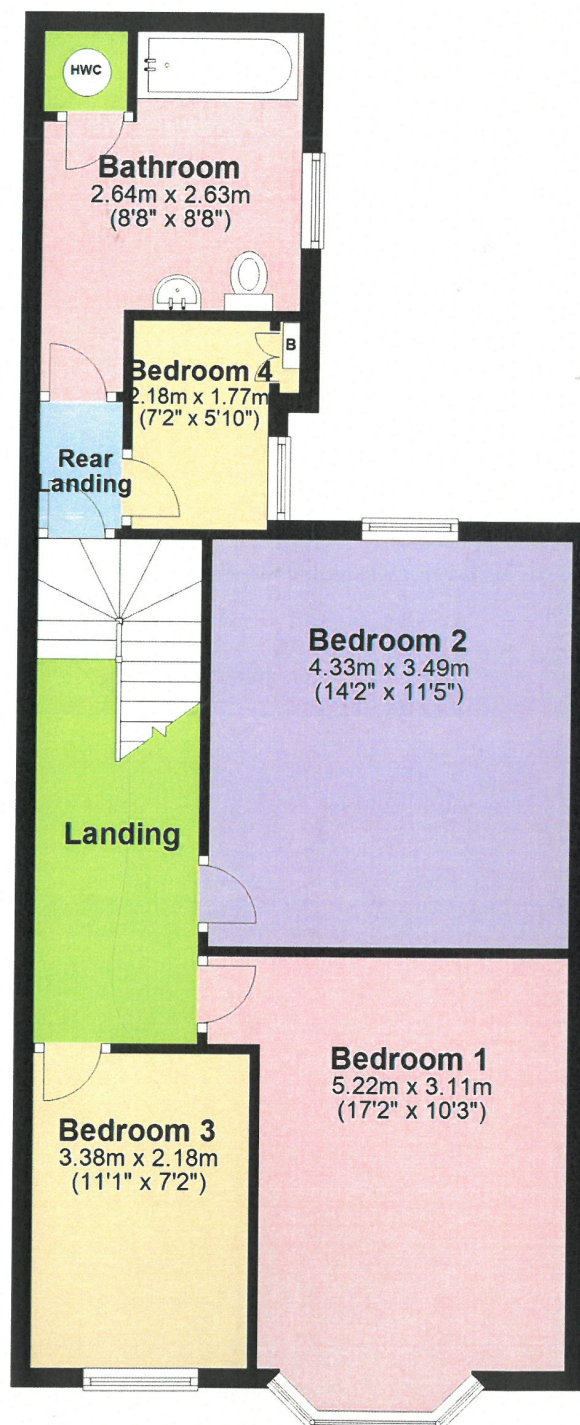 HWC
Bathroom
2.64m x 2.63m
(8'8" x 8'8")
B
Bedroom 4
2.18m x 1.77m
(7'2" x 5'10")
Rear
Landing
Bedroom 2
4.33m x 3.49m
(14'2" x 11'5")
Landing
Bedroom 1
5.22m x 3.11m
(17'2" x 10'3")
Bedroom 3
3.38m x 2.18m
(11'1" x 7'2")